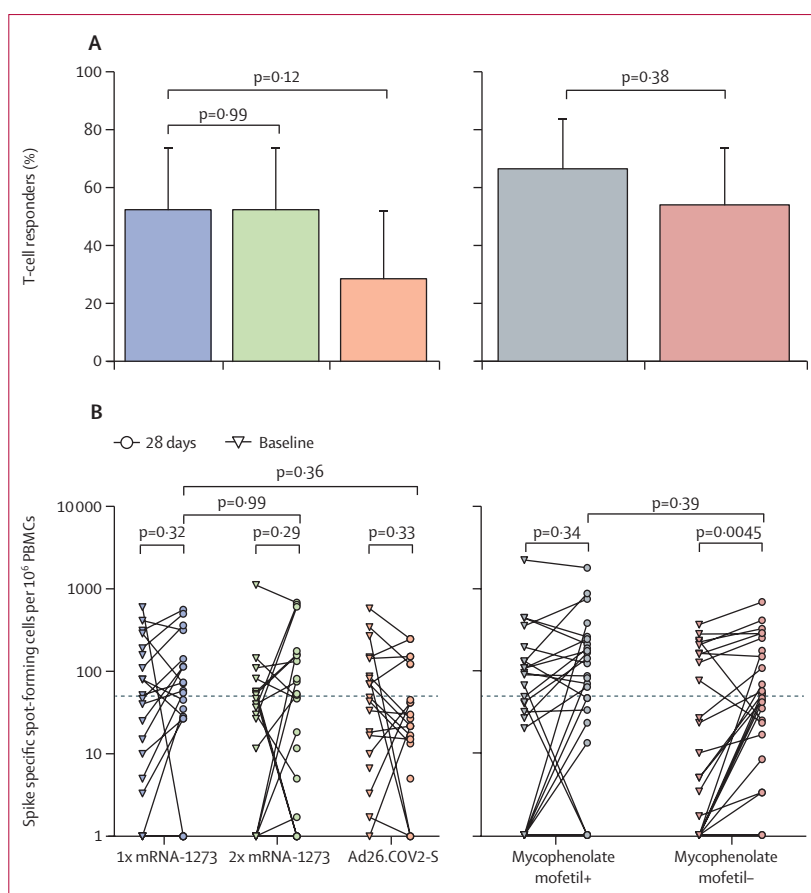 A
100
80
60
40
20
0
T-cell responders (%)
p=0·12
p=0·99
p=0·38
B
28 days
Baseline
p=0·36
p=0·99
p=0·32
p=0·29
p=0·33
p=0·39
p=0·34
p=0·0045
10 000
1000
100
10
1
Spike specific spot-forming cells per 10⁶ PBMCs
1x mRNA-1273
2x mRNA-1273
Ad26.COV2-S
Mycophenolate
mofetil+
Mycophenolate
mofetil–